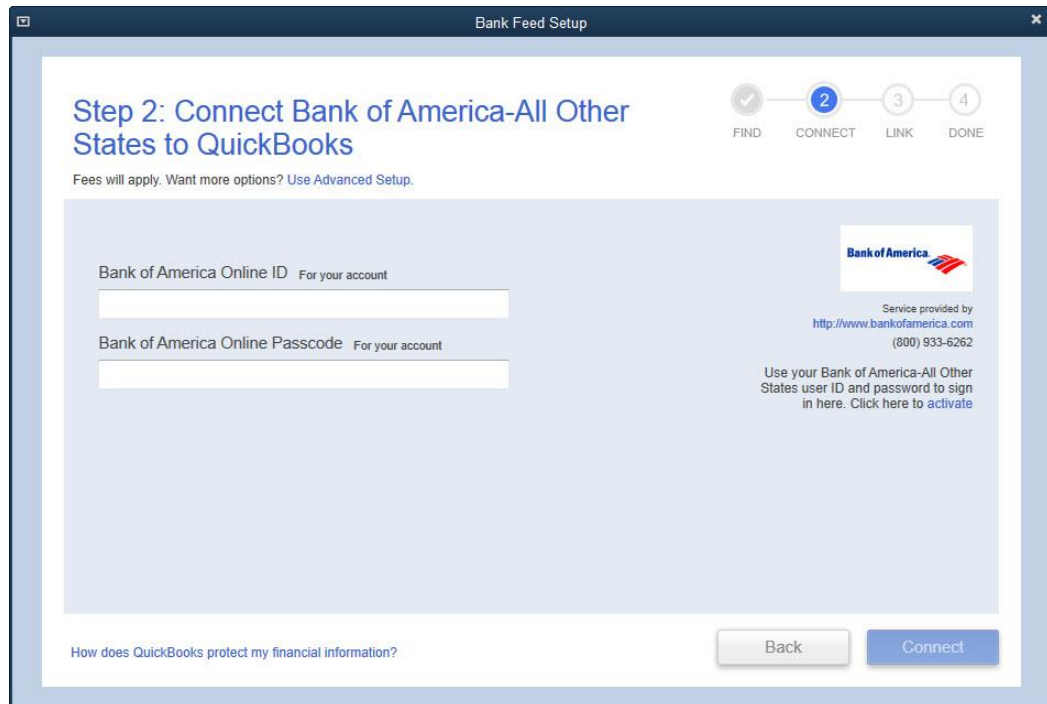 Bank Feed Setup
Step 2: Connect Bank of America-All Other
States to QuickBooks
Fees will apply. Want more options? Use Advanced Setup.
2
3
4
FIND
CONNECT
LINK
DONE
Bank of America Online ID For your account
Bank of America Online Passcode For your account
Bank of America
Service provided by
http://www.bankofamerica.com
(800) 933-6262
Use your Bank of America-All Other
States user ID and password to sign
in here. Click here to activate
How does QuickBooks protect my financial information?
Back
Connect